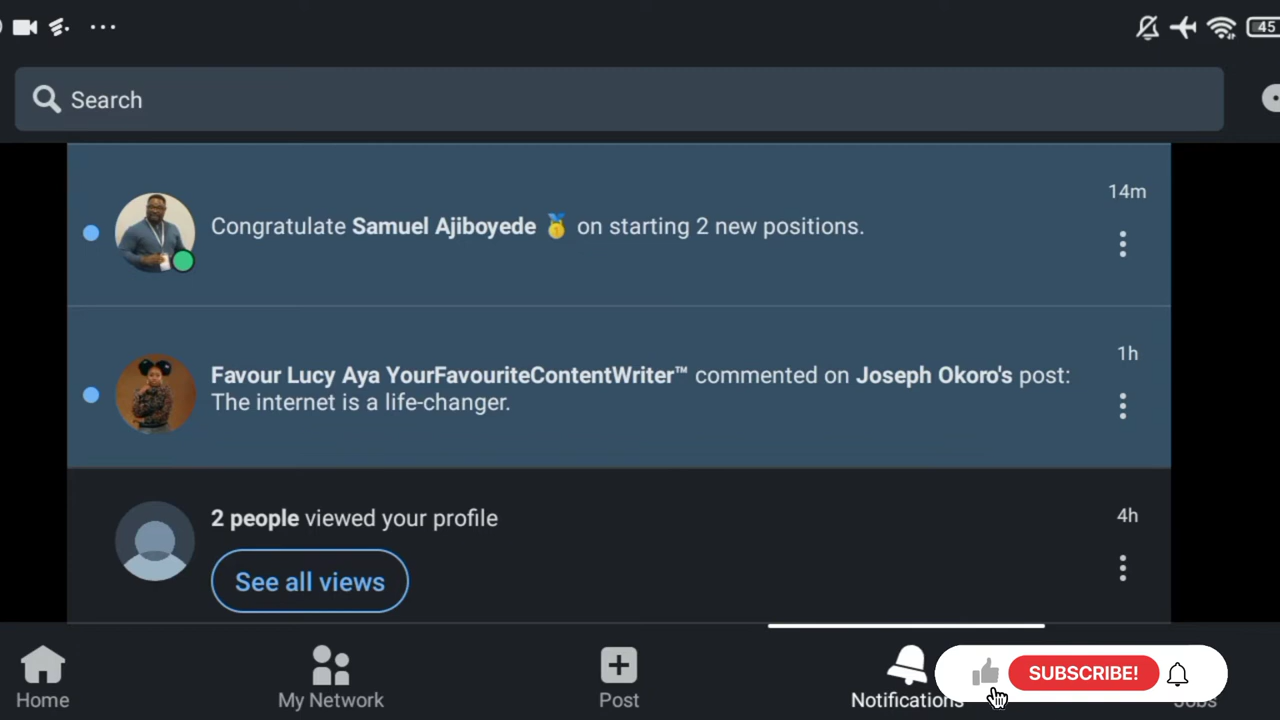 45
Search
14m
Congratulate Samuel Ajiboyede 🥇 on starting 2 new positions.
1h
Favour Lucy Aya YourFavouriteContentWriter™ commented on Joseph Okoro's post:
The internet is a life-changer.
2 people viewed your profile
4h
See all views
Home
My Network
Post
Notifications
SUBSCRIBE!
Jobs